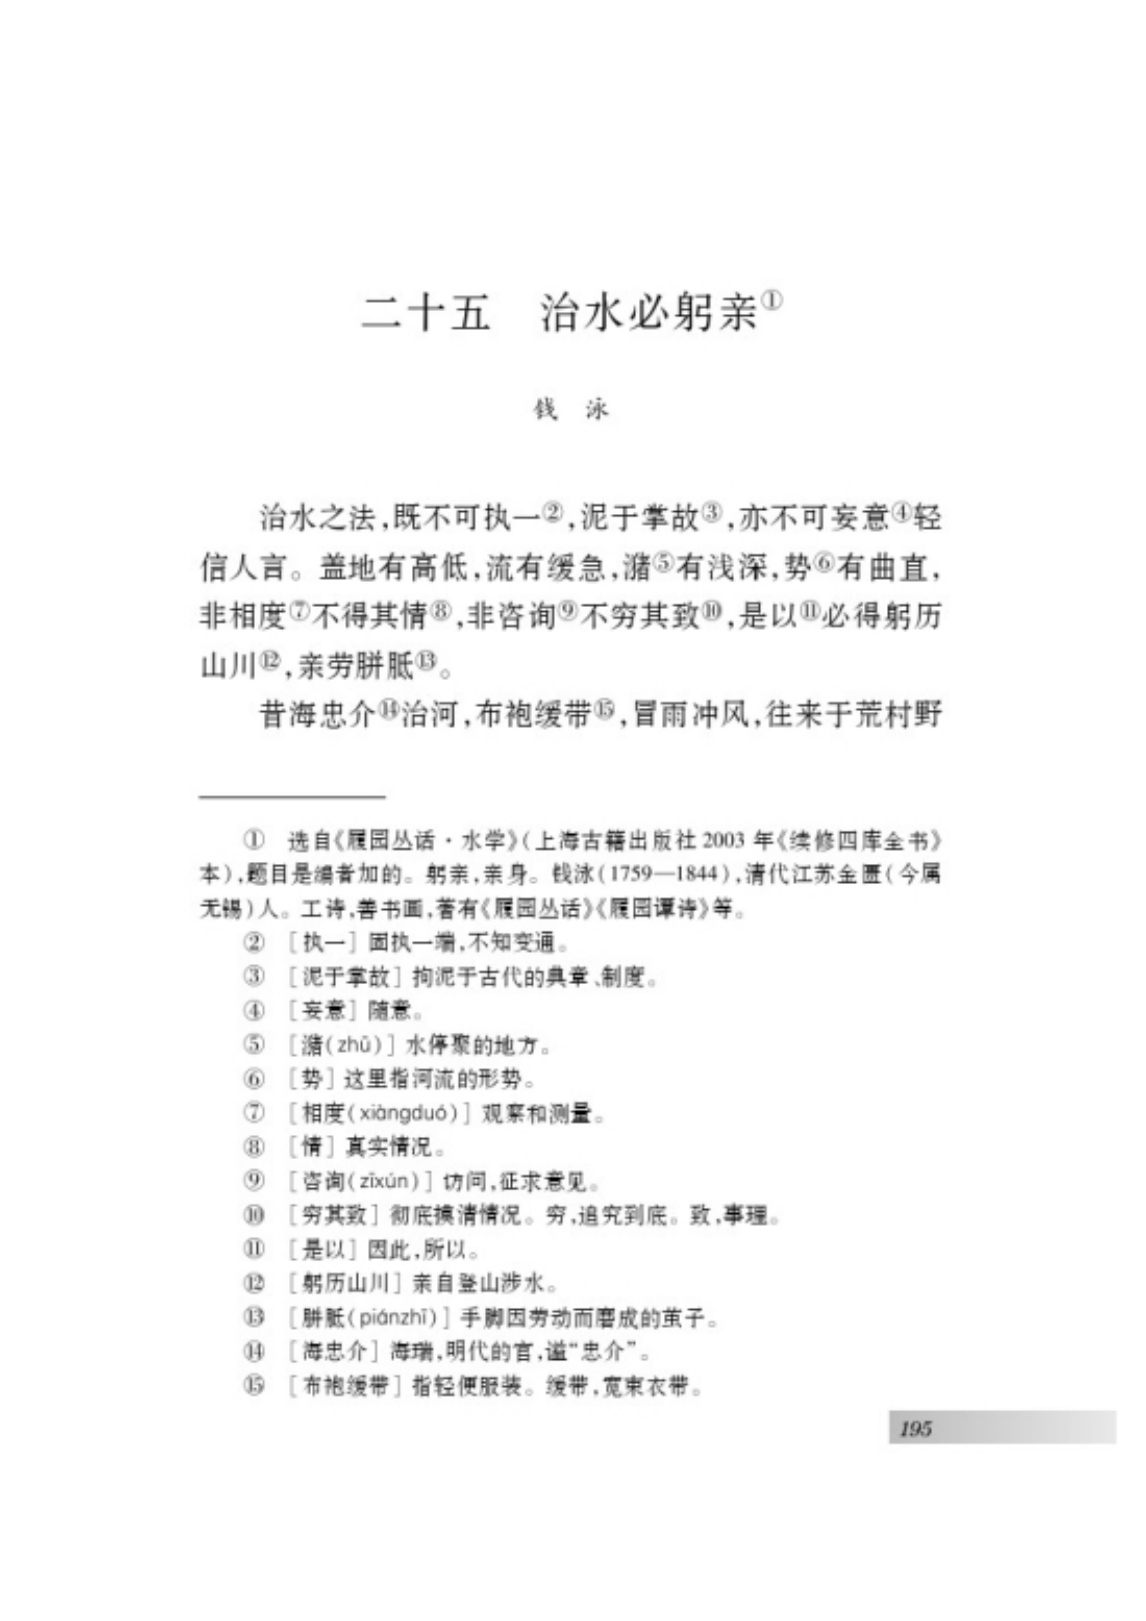 二十五　治水必躬亲①
钱　泳
治水之法,既不可执一②,泥于掌故③,亦不可妄意④轻
信人言。盖地有高低,流有缓急,潴⑤有浅深,势⑥有曲直,
非相度⑦不得其情⑧,非咨询⑨不穷其致⑩,是以⑪必得躬历
山川⑫,亲劳胼胝⑬。
昔海忠介⑭治河,布袍缓带⑮,冒雨冲风,往来于荒村野
①　选自《履园丛话·水学》(上海古籍出版社 2003 年《续修四库全书》
本),题目是编者加的。躬亲,亲身。钱泳(1759—1844),清代江苏金匮(今属
无锡)人。工诗,善书画,著有《履园丛话》《履园谭诗》等。
②　[执一] 固执一端,不知变通。
③　[泥于掌故] 拘泥于古代的典章、制度。
④　[妄意] 随意。
⑤　[潴(zhū)] 水停聚的地方。
⑥　[势] 这里指河流的形势。
⑦　[相度(xiàngduó)] 观察和测量。
⑧　[情] 真实情况。
⑨　[咨询(zīxún)] 访问,征求意见。
⑩　[穷其致] 彻底摸清情况。穷,追究到底。致,事理。
⑪　[是以] 因此,所以。
⑫　[躬历山川] 亲自登山涉水。
⑬　[胼胝(piánzhī)] 手脚因劳动而磨成的茧子。
⑭　[海忠介] 海瑞,明代的官,谥“忠介”。
⑮　[布袍缓带] 指轻便服装。缓带,宽束衣带。
195